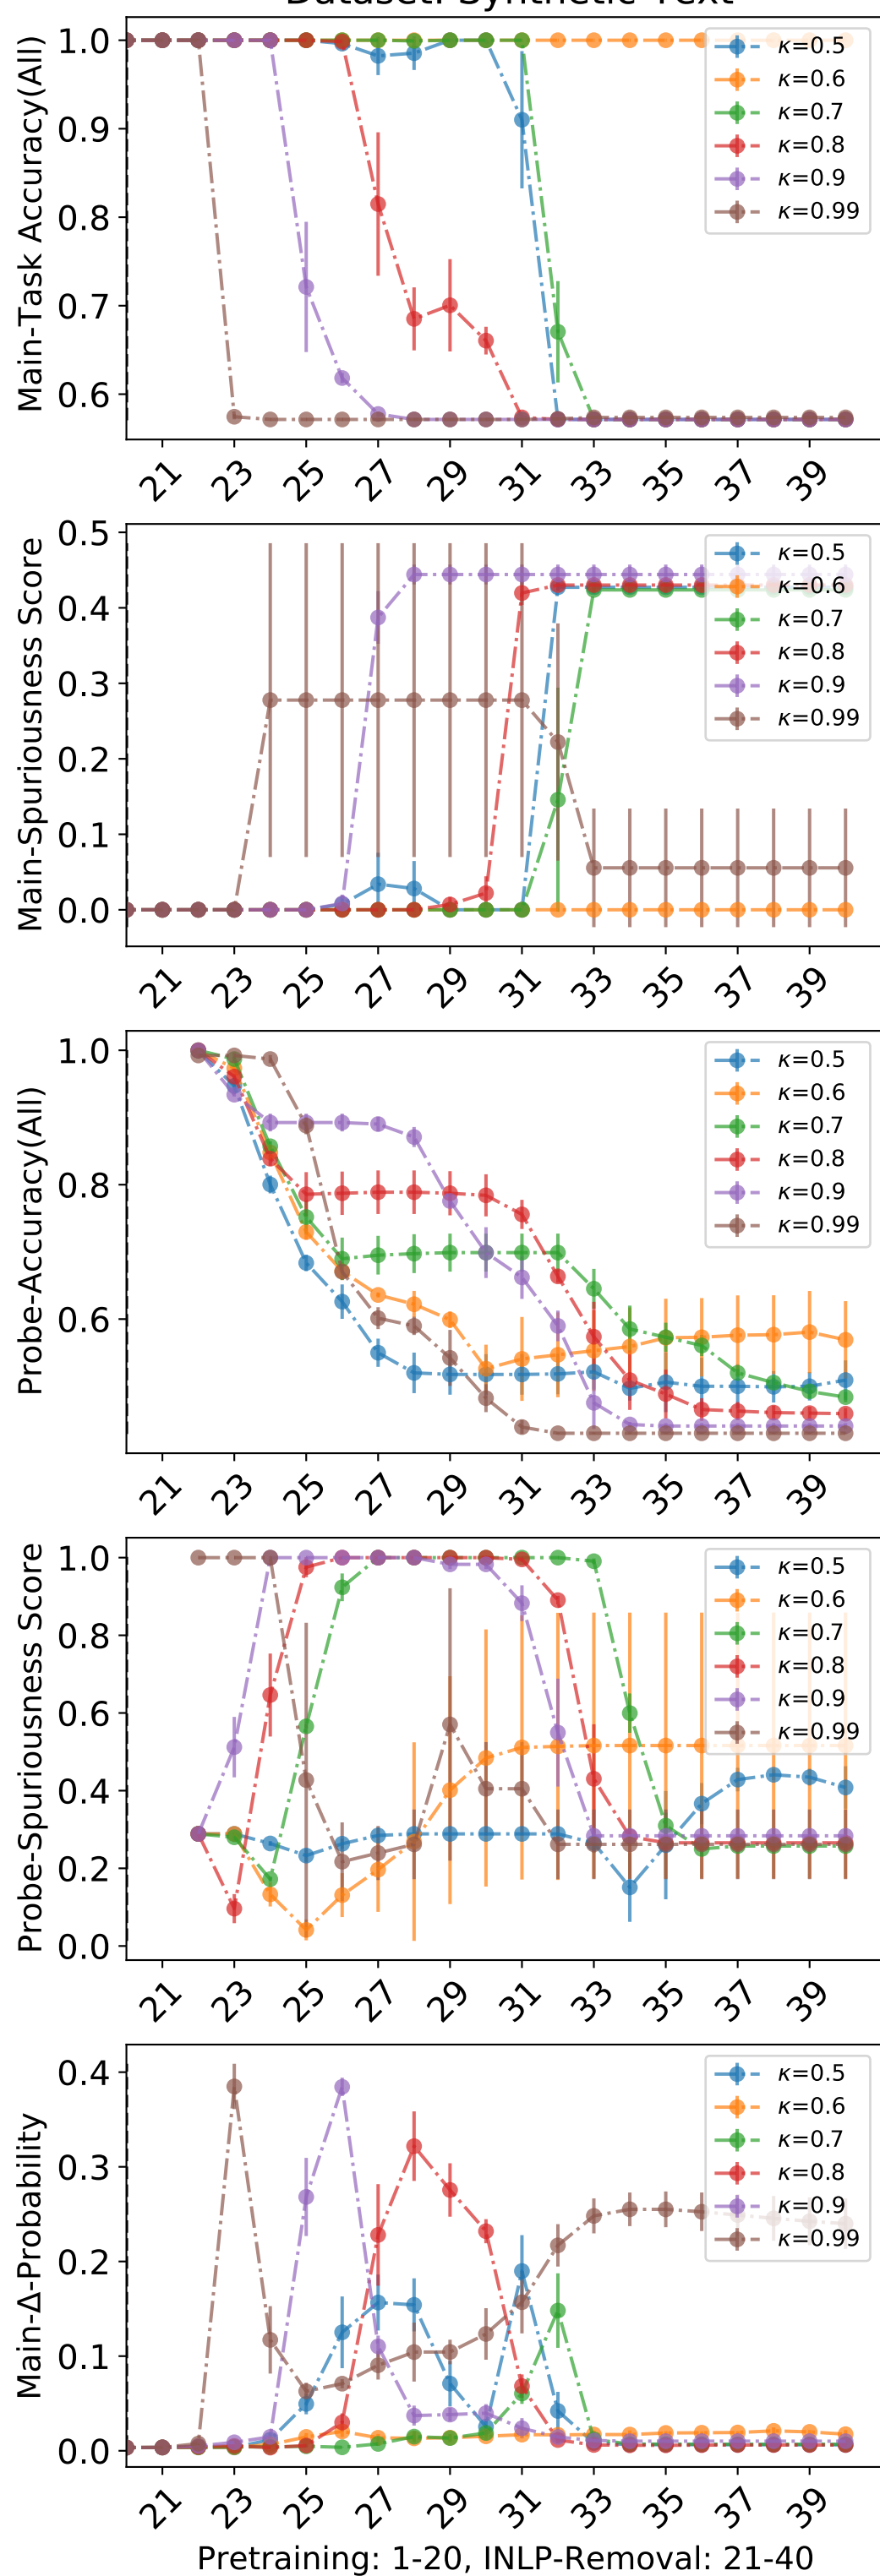 Dataset: Synthetic Text
Main-Task Accuracy(All)
1.0
0.9
0.8
0.7
0.6
κ=0.5
κ=0.6
κ=0.7
κ=0.8
κ=0.9
κ=0.99
21 23 25 27 29 31 33 35 37 39
Main-Spuriousness Score
0.5
0.4
0.3
0.2
0.1
0.0
κ=0.5
κ=0.6
κ=0.7
κ=0.8
κ=0.9
κ=0.99
21 23 25 27 29 31 33 35 37 39
Probe-Accuracy(All)
1.0
0.8
0.6
κ=0.5
κ=0.6
κ=0.7
κ=0.8
κ=0.9
κ=0.99
21 23 25 27 29 31 33 35 37 39
Probe-Spuriousness Score
1.0
0.8
0.6
0.4
0.2
0.0
κ=0.5
κ=0.6
κ=0.7
κ=0.8
κ=0.9
κ=0.99
21 23 25 27 29 31 33 35 37 39
Main-Δ-Probability
0.4
0.3
0.2
0.1
0.0
κ=0.5
κ=0.6
κ=0.7
κ=0.8
κ=0.9
κ=0.99
21 23 25 27 29 31 33 35 37 39
Pretraining: 1-20, INLP-Removal: 21-40